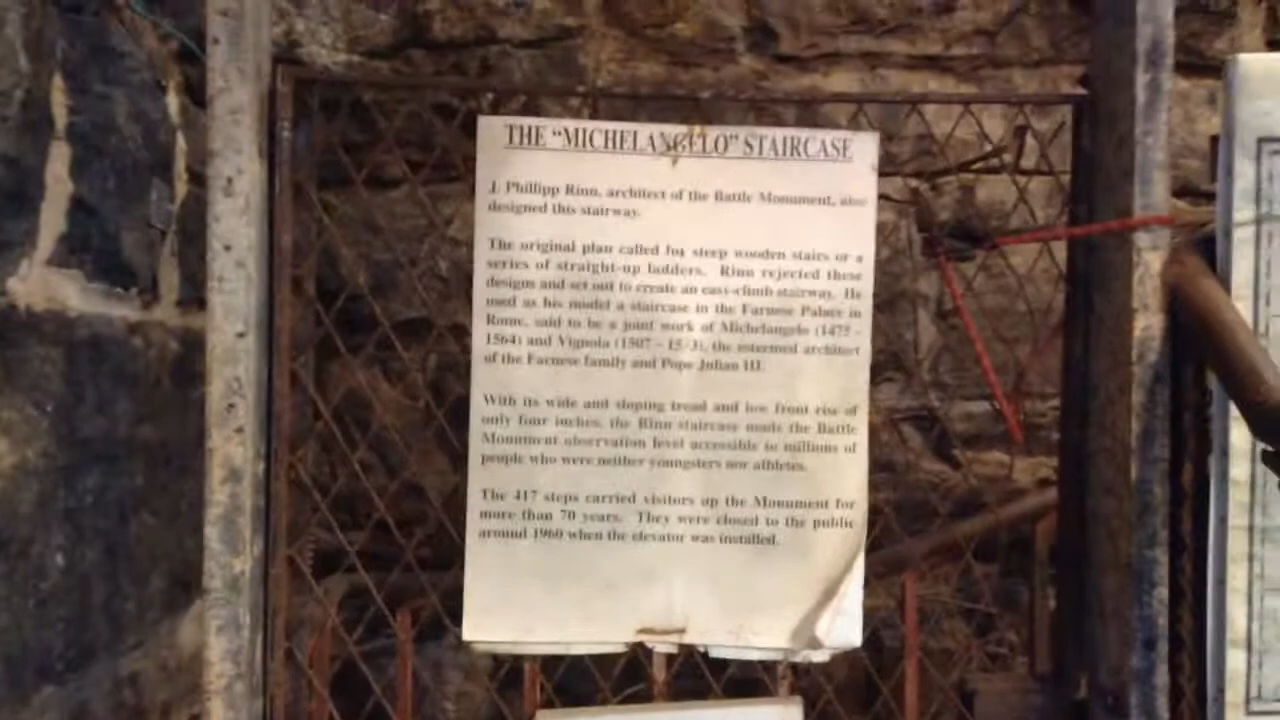 THE “MICHELANGELO” STAIRCASE
J. Phillipp Rinn, architect of the Battle Monument, also
designed this stairway.
The original plan called for steep wooden stairs or a
series of straight-up ladders. Rinn rejected these
designs and set out to create an easy-climb stairway. He
used as his model a staircase in the Farnese Palace in
Rome, said to be a joint work of Michelangelo (1475 -
1564) and Vignola (1507 - the esteemed architect
of the Farnese family and Pope Julian III.
With its wide and sloping tread and low front rise of
only four inches, the Rinn staircase made the Battle
Monument observation level accessible to millions of
people who were neither youngsters nor athletes.
The 417 steps carried visitors up the Monument for
more than 70 years. They were closed to the public
around 1960 when the elevator was installed.